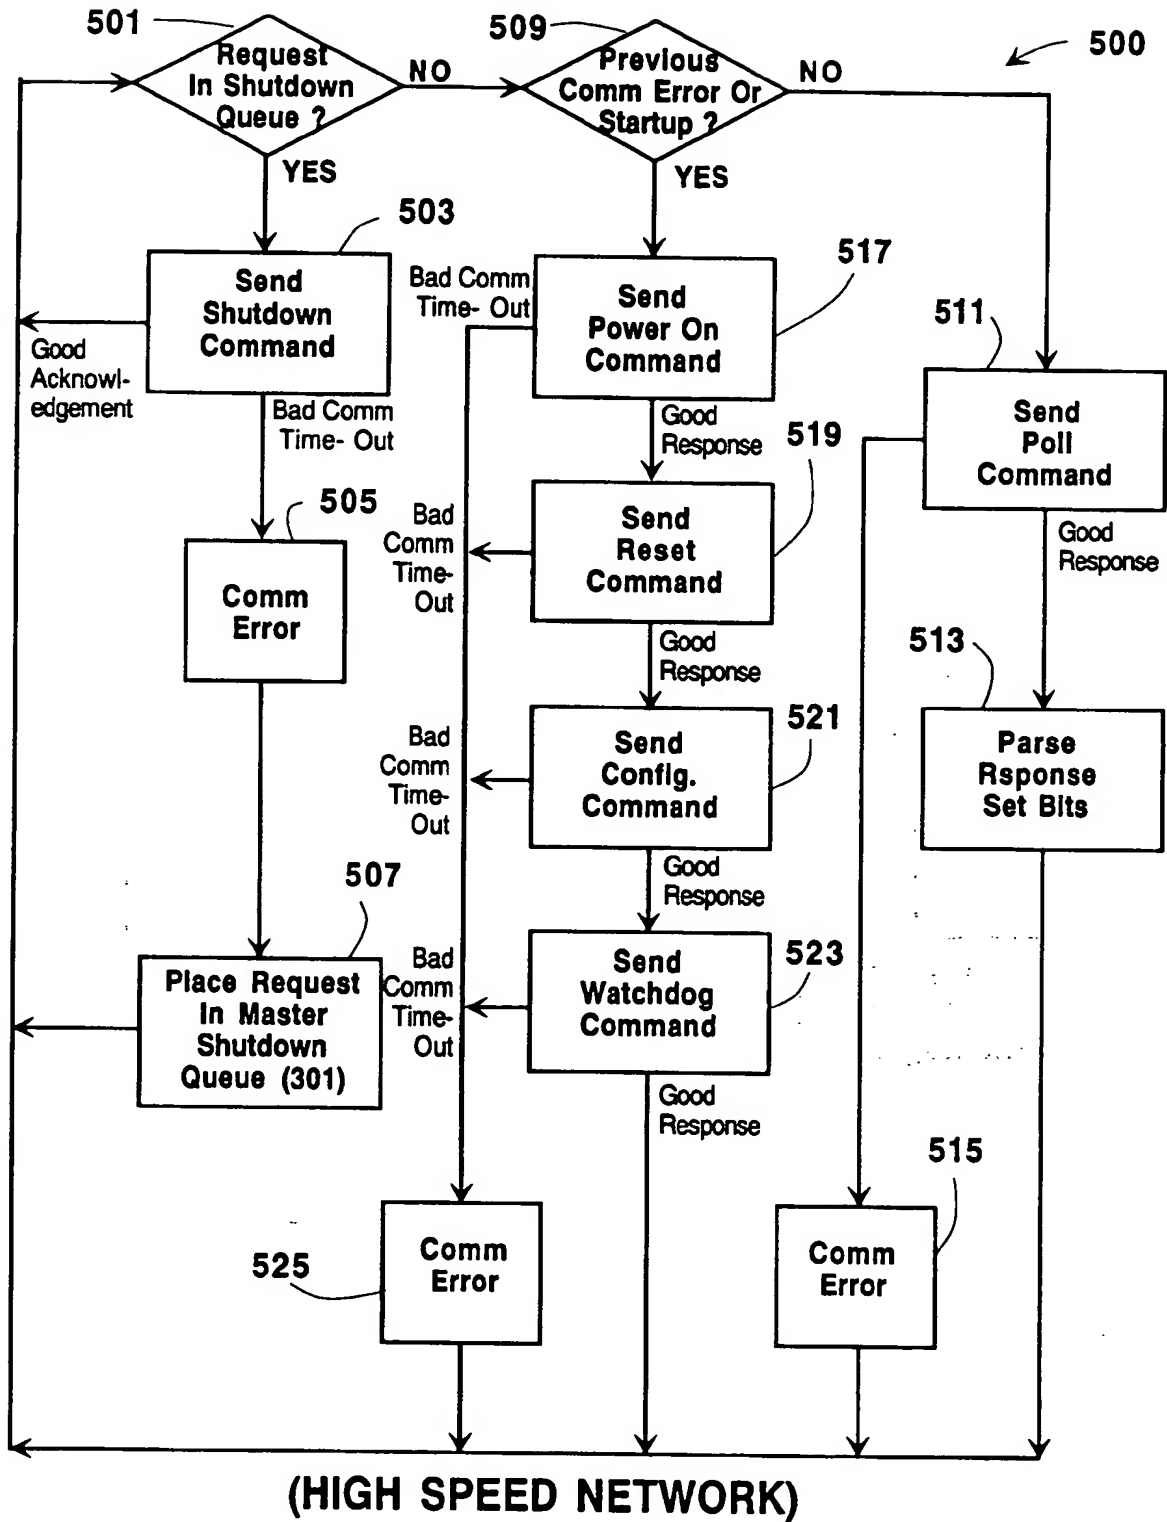 501
Request
In Shutdown
Queue ?
NO
YES
509
Previous
Comm Error Or
Startup ?
NO
YES
500
503
Send
Shutdown
Command
Good
Acknowl-
edgement
Bad Comm
Time- Out
505
Comm
Error
507
Place Request
In Master
Shutdown
Queue (301)
Bad Comm
Time- Out
517
Send
Power On
Command
Good
Response
519
Send
Reset
Command
Bad
Comm
Time-
Out
Good
Response
521
Send
Config.
Command
Bad
Comm
Time-
Out
Good
Response
523
Send
Watchdog
Command
Bad
Comm
Time-
Out
Good
Response
525
Comm
Error
511
Send
Poll
Command
Good
Response
513
Parse
Rsponse
Set Bits
515
Comm
Error
(HIGH SPEED NETWORK)